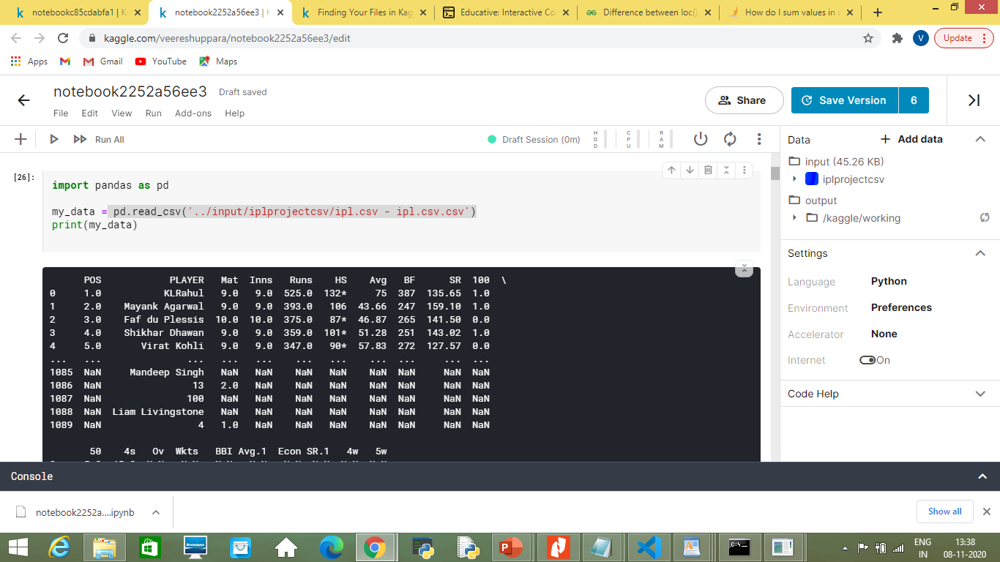 notebookc85cdabfa1 | K
notebook2252a56ee3 | K
Finding Your Files in Kag
Educative: Interactive Co
Difference between loc()
How do I sum values in a
kaggle.com/veereshuppara/notebook2252a56ee3/edit
V
Update
Apps
Gmail
YouTube
Maps
notebook2252a56ee3
Draft saved
File Edit View Run Add-ons Help
Share
Save Version 6
Run All
Draft Session (0m)
HDD
CPU
RAM
[26]:
import pandas as pd
my_data = pd.read_csv('../input/iplprojectcsv/ipl.csv - ipl.csv.csv')
print(my_data)
POS PLAYER Mat Inns Runs HS Avg BF SR 100 \
0 1.0 KLRahul 9.0 9.0 525.0 132* 75 387 135.65 1.0
1 2.0 Mayank Agarwal 9.0 9.0 393.0 106 43.66 247 159.10 1.0
2 3.0 Faf du Plessis 10.0 10.0 375.0 87* 46.87 265 141.50 0.0
3 4.0 Shikhar Dhawan 9.0 9.0 359.0 101* 51.28 251 143.02 1.0
4 5.0 Virat Kohli 9.0 9.0 347.0 90* 57.83 272 127.57 0.0
... ... ... ... ... ... ... ... ... ... ...
1085 NaN Mandeep Singh NaN NaN NaN NaN NaN NaN NaN NaN
1086 NaN 13 2.0 NaN NaN NaN NaN NaN NaN NaN
1087 NaN 100 NaN NaN NaN NaN NaN NaN NaN NaN
1088 NaN Liam Livingstone NaN NaN NaN NaN NaN NaN NaN NaN
1089 NaN 4 1.0 NaN NaN NaN NaN NaN NaN NaN
50 4s Ov Wkts BBI Avg.1 Econ SR.1 4w 5w
Data
Add data
input (45.26 KB)
iplprojectcsv
output
/kaggle/working
Settings
Language Python
Environment Preferences
Accelerator None
Internet On
Code Help
Console
notebook2252a....ipynb
Show all
lenovo
ENG
IN
13:38
08-11-2020